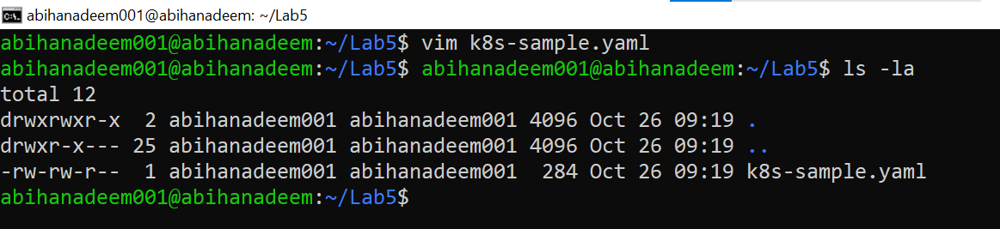 abihanadeem001@abihanadeem: ~/Lab5
abihanadeem001@abihanadeem:~/Lab5$ vim k8s-sample.yaml
abihanadeem001@abihanadeem:~/Lab5$ abihanadeem001@abihanadeem:~/Lab5$ ls -la
total 12
drwxrwxr-x  2 abihanadeem001 abihanadeem001 4096 Oct 26 09:19 .
drwxr-x--- 25 abihanadeem001 abihanadeem001 4096 Oct 26 09:19 ..
-rw-rw-r--  1 abihanadeem001 abihanadeem001  284 Oct 26 09:19 k8s-sample.yaml
abihanadeem001@abihanadeem:~/Lab5$